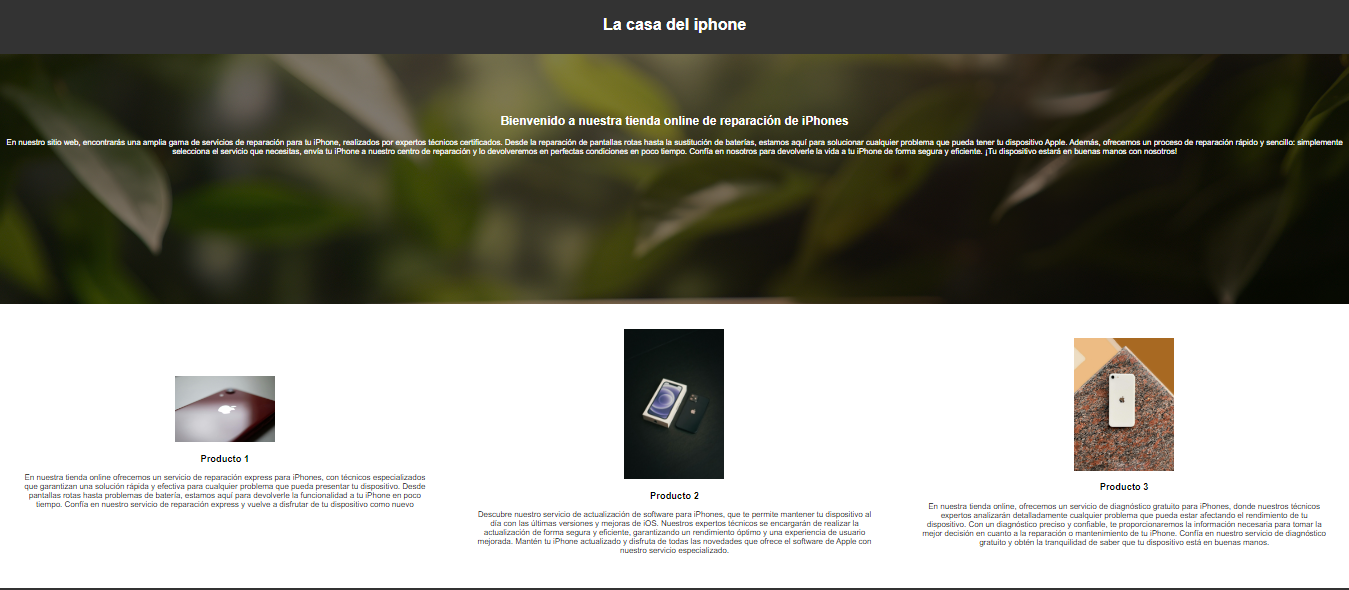 La casa del iphone
Bienvenido a nuestra tienda online de reparación de iPhones
En nuestro sitio web, encontrarás una amplia gama de servicios de reparación para tu iPhone, realizados por expertos técnicos certificados. Desde la reparación de pantallas rotas hasta la sustitución de baterías, estamos aquí para solucionar cualquier problema que pueda tener tu dispositivo Apple. Además, ofrecemos un proceso de reparación rápido y sencillo: simplemente
selecciona el servicio que necesitas, envía tu iPhone a nuestro centro de reparación y lo devolveremos en perfectas condiciones en poco tiempo. Confía en nosotros para devolverle la vida a tu iPhone de forma segura y eficiente. ¡Tu dispositivo estará en buenas manos con nosotros!
Producto 1
En nuestra tienda online ofrecemos un servicio de reparación express para iPhones, con técnicos especializados
que garantizan una solución rápida y efectiva para cualquier problema que pueda presentar tu dispositivo. Desde
pantallas rotas hasta problemas de batería, estamos aquí para devolverle la funcionalidad a tu iPhone en poco
tiempo. Confía en nuestro servicio de reparación express y vuelve a disfrutar de tu dispositivo como nuevo
Producto 2
Descubre nuestro servicio de actualización de software para iPhones, que te permite mantener tu dispositivo al
día con las últimas versiones y mejoras de iOS. Nuestros expertos técnicos se encargarán de realizar la
actualización de forma segura y eficiente, garantizando un rendimiento óptimo y una experiencia de usuario
mejorada. Mantén tu iPhone actualizado y disfruta de todas las novedades que ofrece el software de Apple con
nuestro servicio especializado.
Producto 3
En nuestra tienda online, ofrecemos un servicio de diagnóstico gratuito para iPhones, donde nuestros técnicos
expertos analizarán detalladamente cualquier problema que pueda estar afectando el rendimiento de tu
dispositivo. Con un diagnóstico preciso y confiable, te proporcionaremos la información necesaria para tomar la
mejor decisión en cuanto a la reparación o mantenimiento de tu iPhone. Confía en nuestro servicio de diagnóstico
gratuito y obtén la tranquilidad de saber que tu dispositivo está en buenas manos.